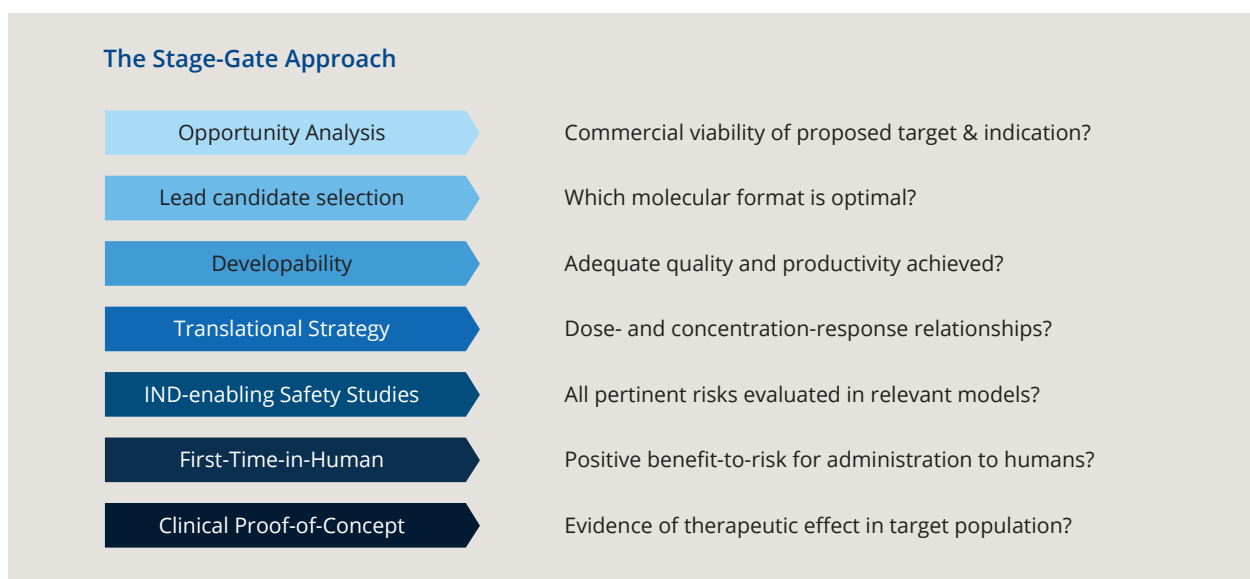 The Stage-Gate Approach
Opportunity Analysis
Commercial viability of proposed target & indication?
Lead candidate selection
Which molecular format is optimal?
Developability
Adequate quality and productivity achieved?
Translational Strategy
Dose- and concentration-response relationships?
IND-enabling Safety Studies
All pertinent risks evaluated in relevant models?
First-Time-in-Human
Positive benefit-to-risk for administration to humans?
Clinical Proof-of-Concept
Evidence of therapeutic effect in target population?